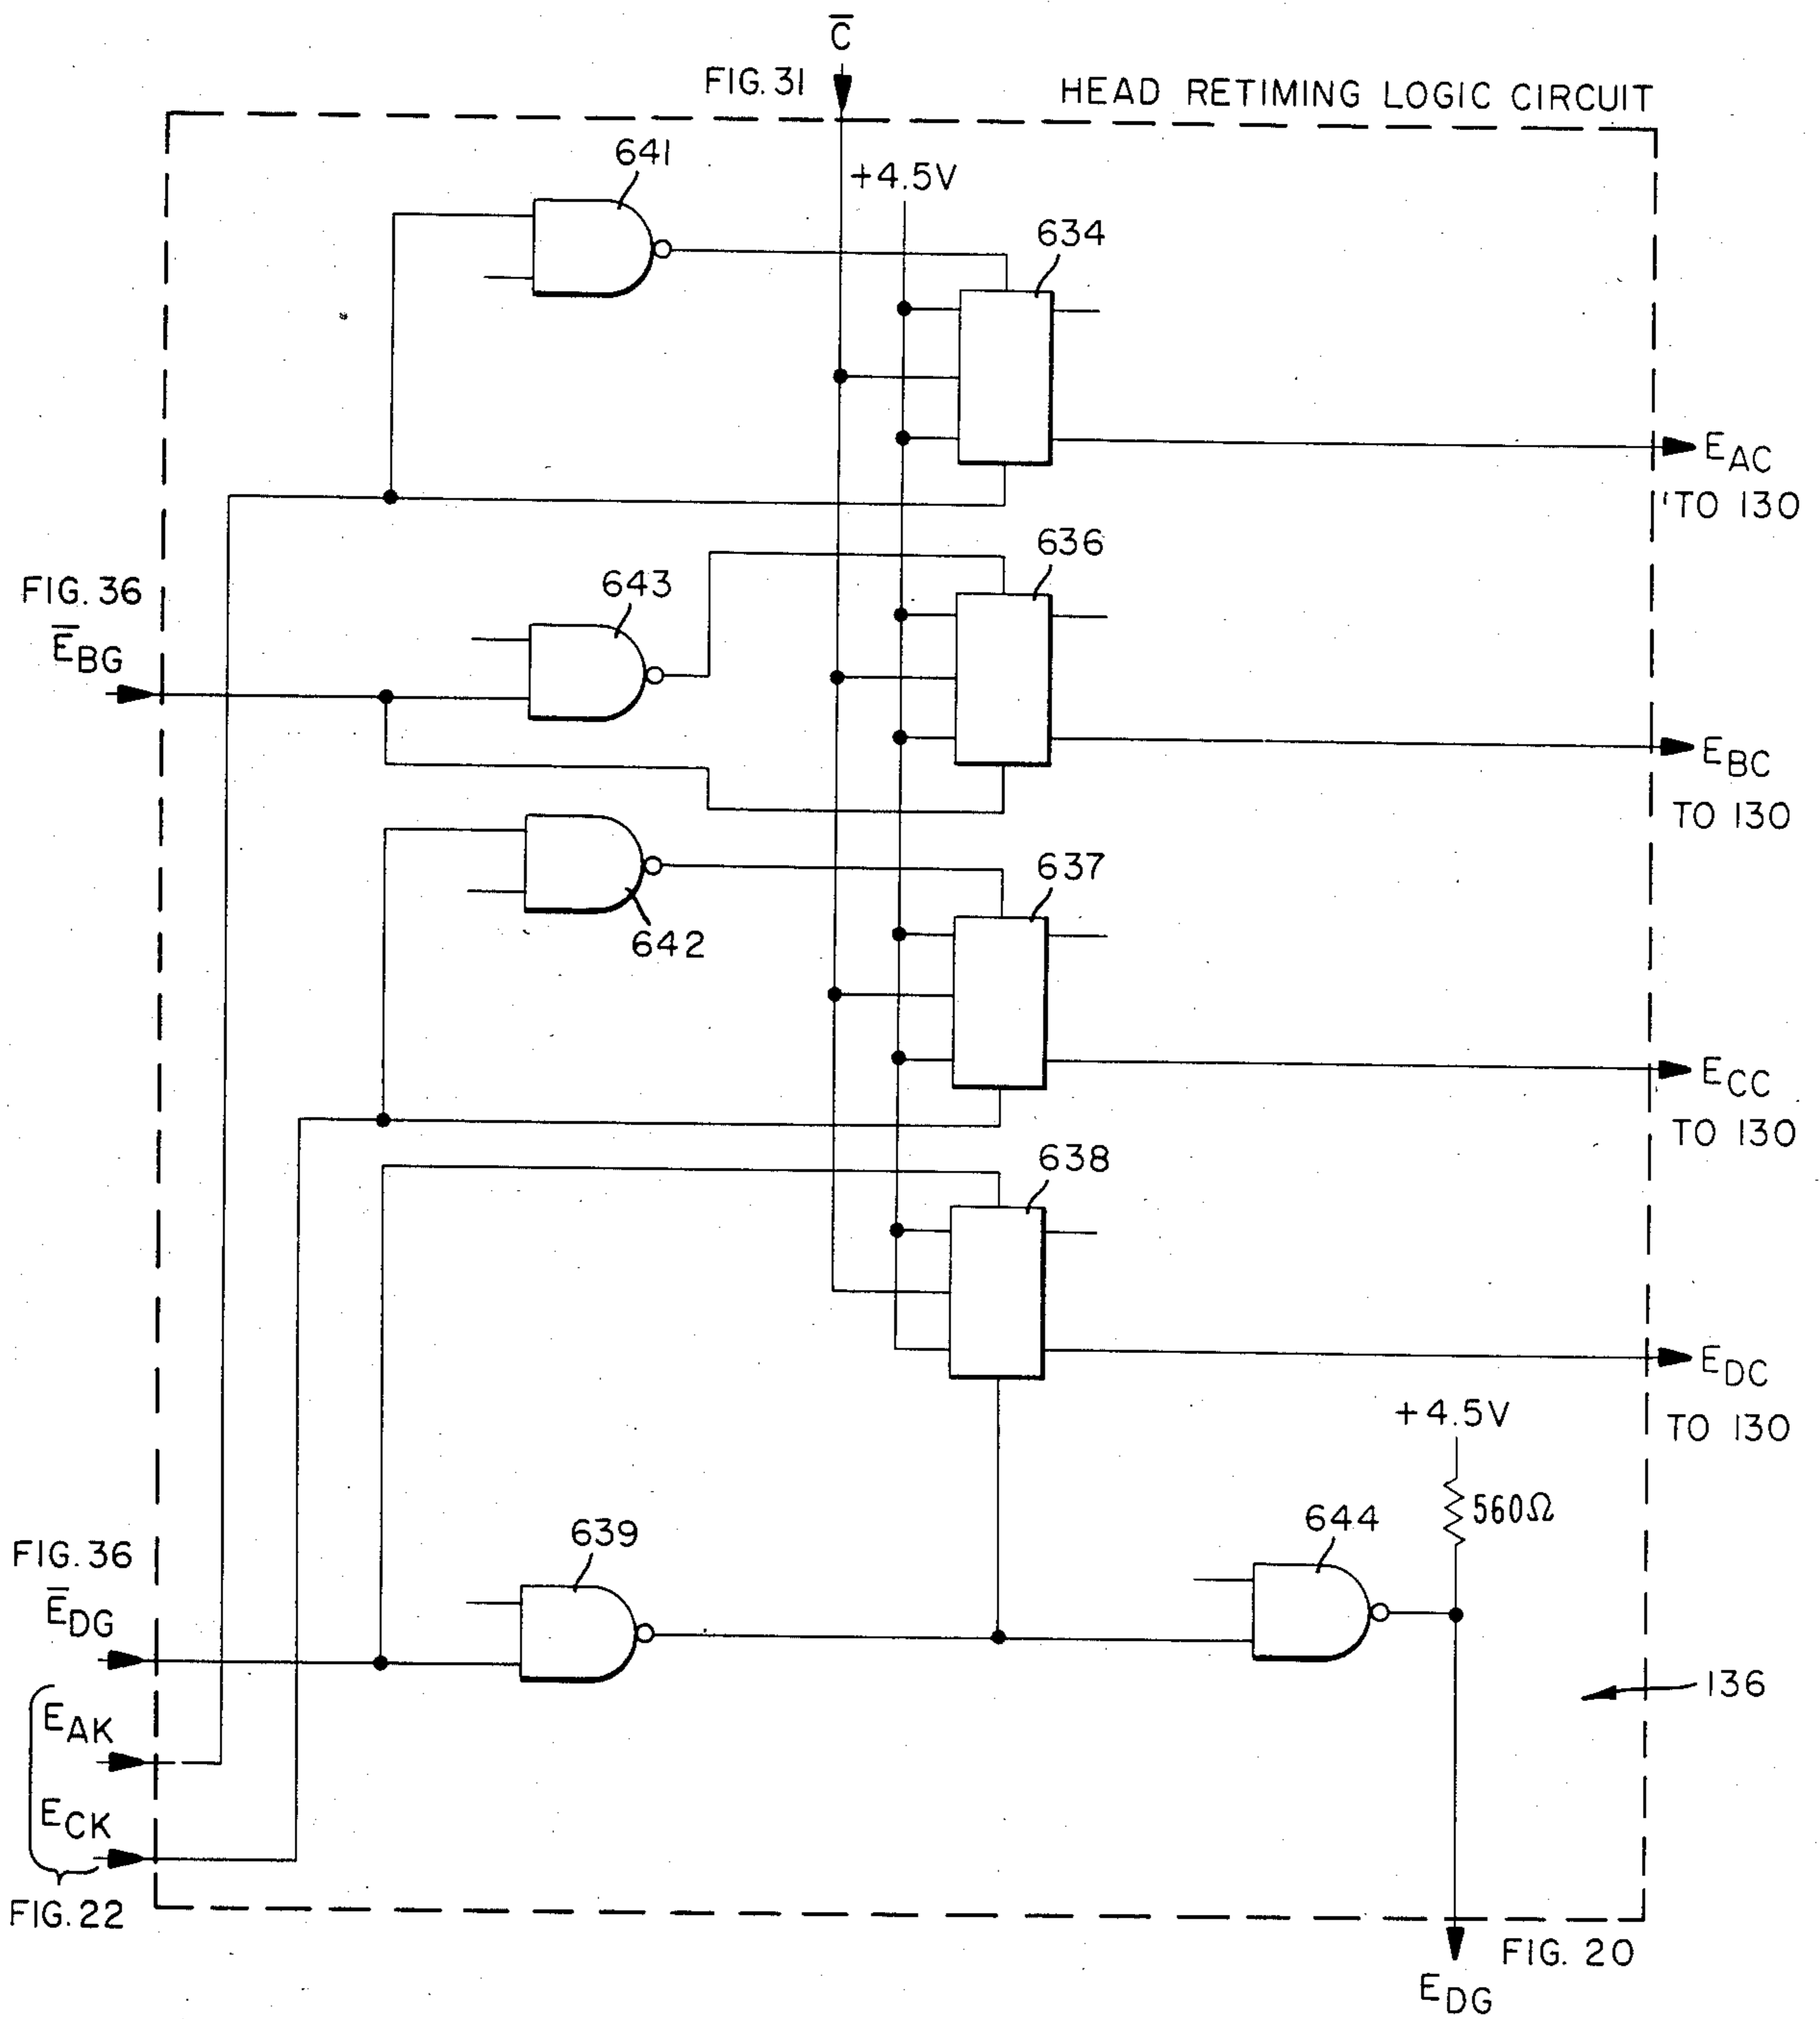 C̅
FIG. 31
HEAD RETIMING LOGIC CIRCUIT
641
+4.5V
634
E_AC
TO 130
636
FIG. 36
643
E̅_BG
E_BC
TO 130
637
642
E_CC
TO 130
638
E_DC
TO 130
+4.5V
560Ω
644
639
FIG. 36
E̅_DG
136
E_AK
E_CK
FIG. 22
FIG. 20
E_DG